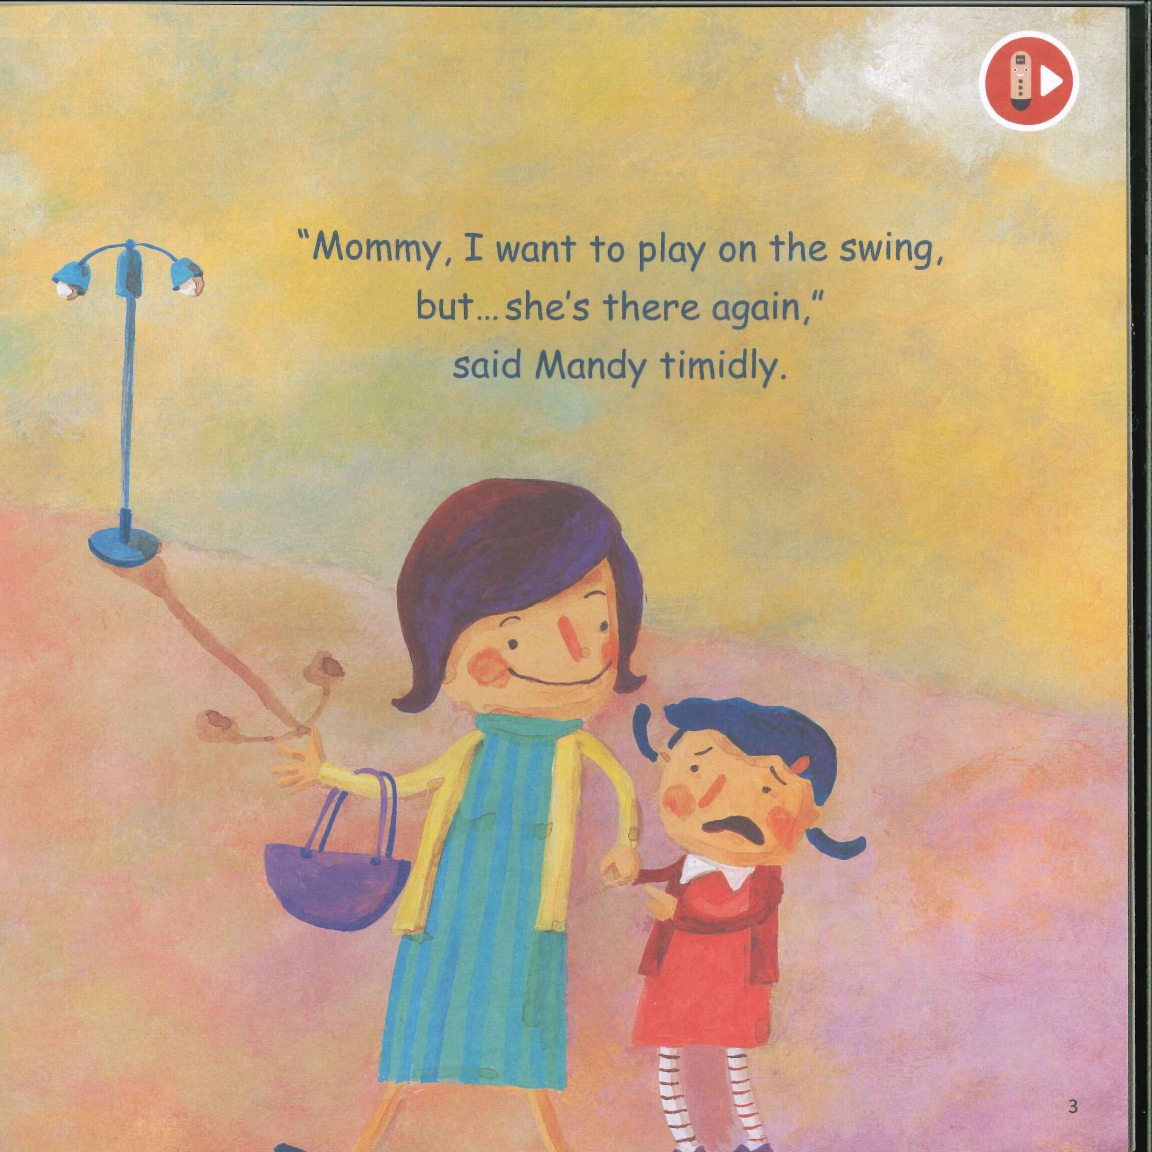 “Mommy, I want to play on the swing,
but... she’s there again,”
said Mandy timidly.
3